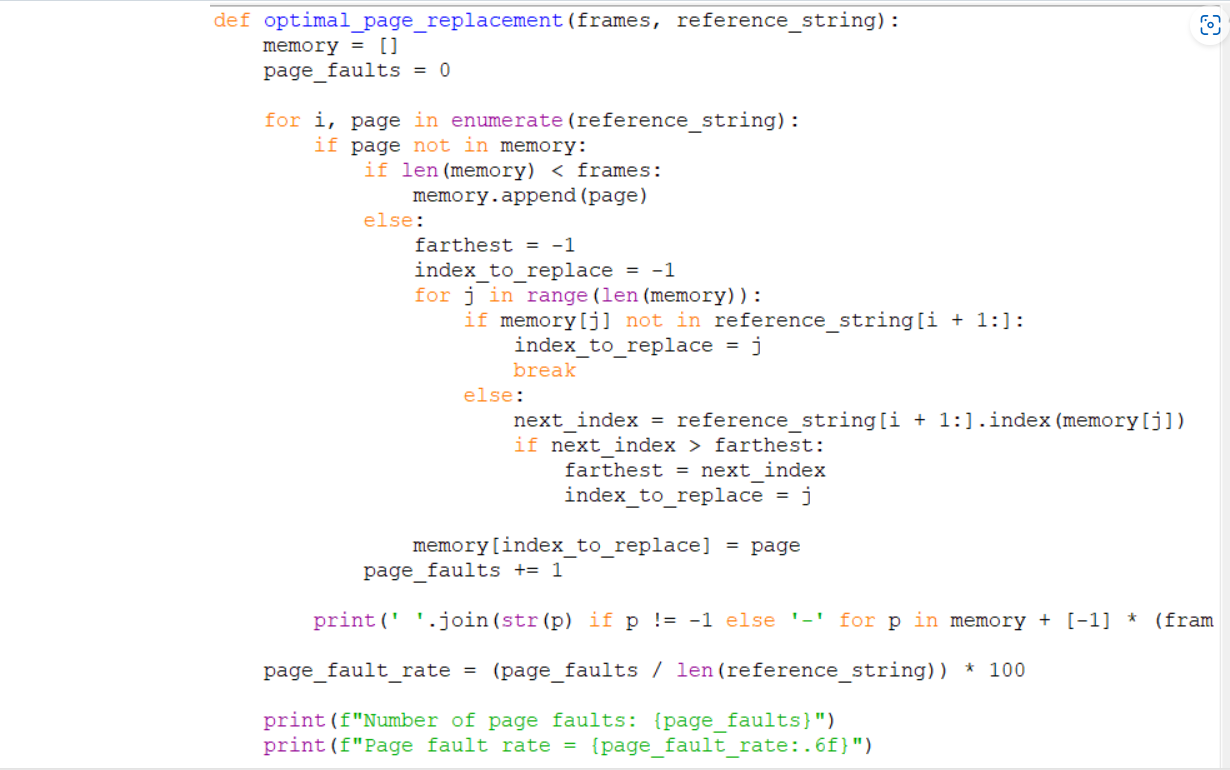 def optimal_page_replacement(frames, reference_string):
    memory = []
    page_faults = 0

    for i, page in enumerate(reference_string):
        if page not in memory:
            if len(memory) < frames:
                memory.append(page)
            else:
                farthest = -1
                index_to_replace = -1
                for j in range(len(memory)):
                    if memory[j] not in reference_string[i + 1:]:
                        index_to_replace = j
                        break
                    else:
                        next_index = reference_string[i + 1:].index(memory[j])
                        if next_index > farthest:
                            farthest = next_index
                            index_to_replace = j

                memory[index_to_replace] = page
            page_faults += 1

        print(' '.join(str(p) if p != -1 else '-' for p in memory + [-1] * (fram

    page_fault_rate = (page_faults / len(reference_string)) * 100

    print(f"Number of page faults: {page_faults}")
    print(f"Page fault rate = {page_fault_rate:.6f}")